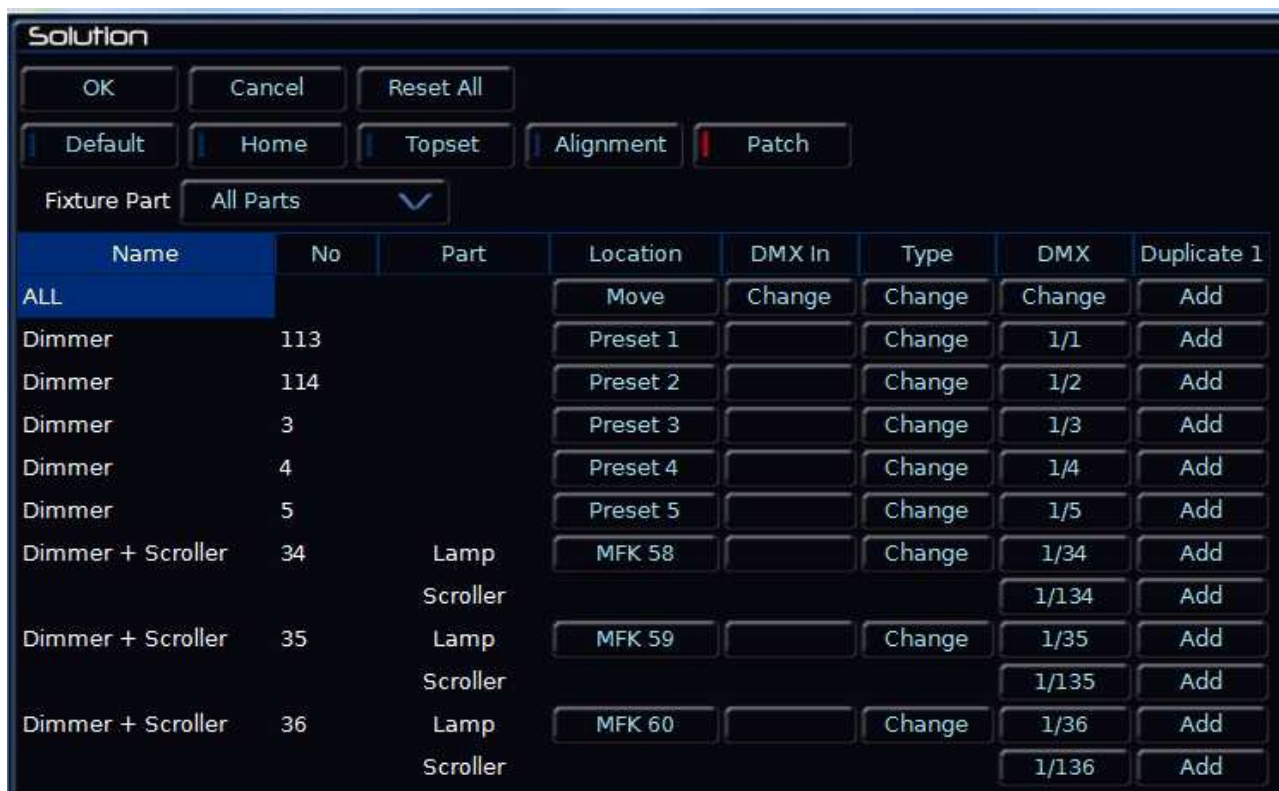 Solution
OK Cancel Reset All
Default Home Topset Alignment Patch
Fixture Part All Parts
Name No Part Location DMX In Type DMX Duplicate 1
ALL Move Change Change Change Add
Dimmer 113 Preset 1 Change 1/1 Add
Dimmer 114 Preset 2 Change 1/2 Add
Dimmer 3 Preset 3 Change 1/3 Add
Dimmer 4 Preset 4 Change 1/4 Add
Dimmer 5 Preset 5 Change 1/5 Add
Dimmer + Scroller 34 Lamp MFK 58 Change 1/34 Add
Scroller 1/134 Add
Dimmer + Scroller 35 Lamp MFK 59 Change 1/35 Add
Scroller 1/135 Add
Dimmer + Scroller 36 Lamp MFK 60 Change 1/36 Add
Scroller 1/136 Add